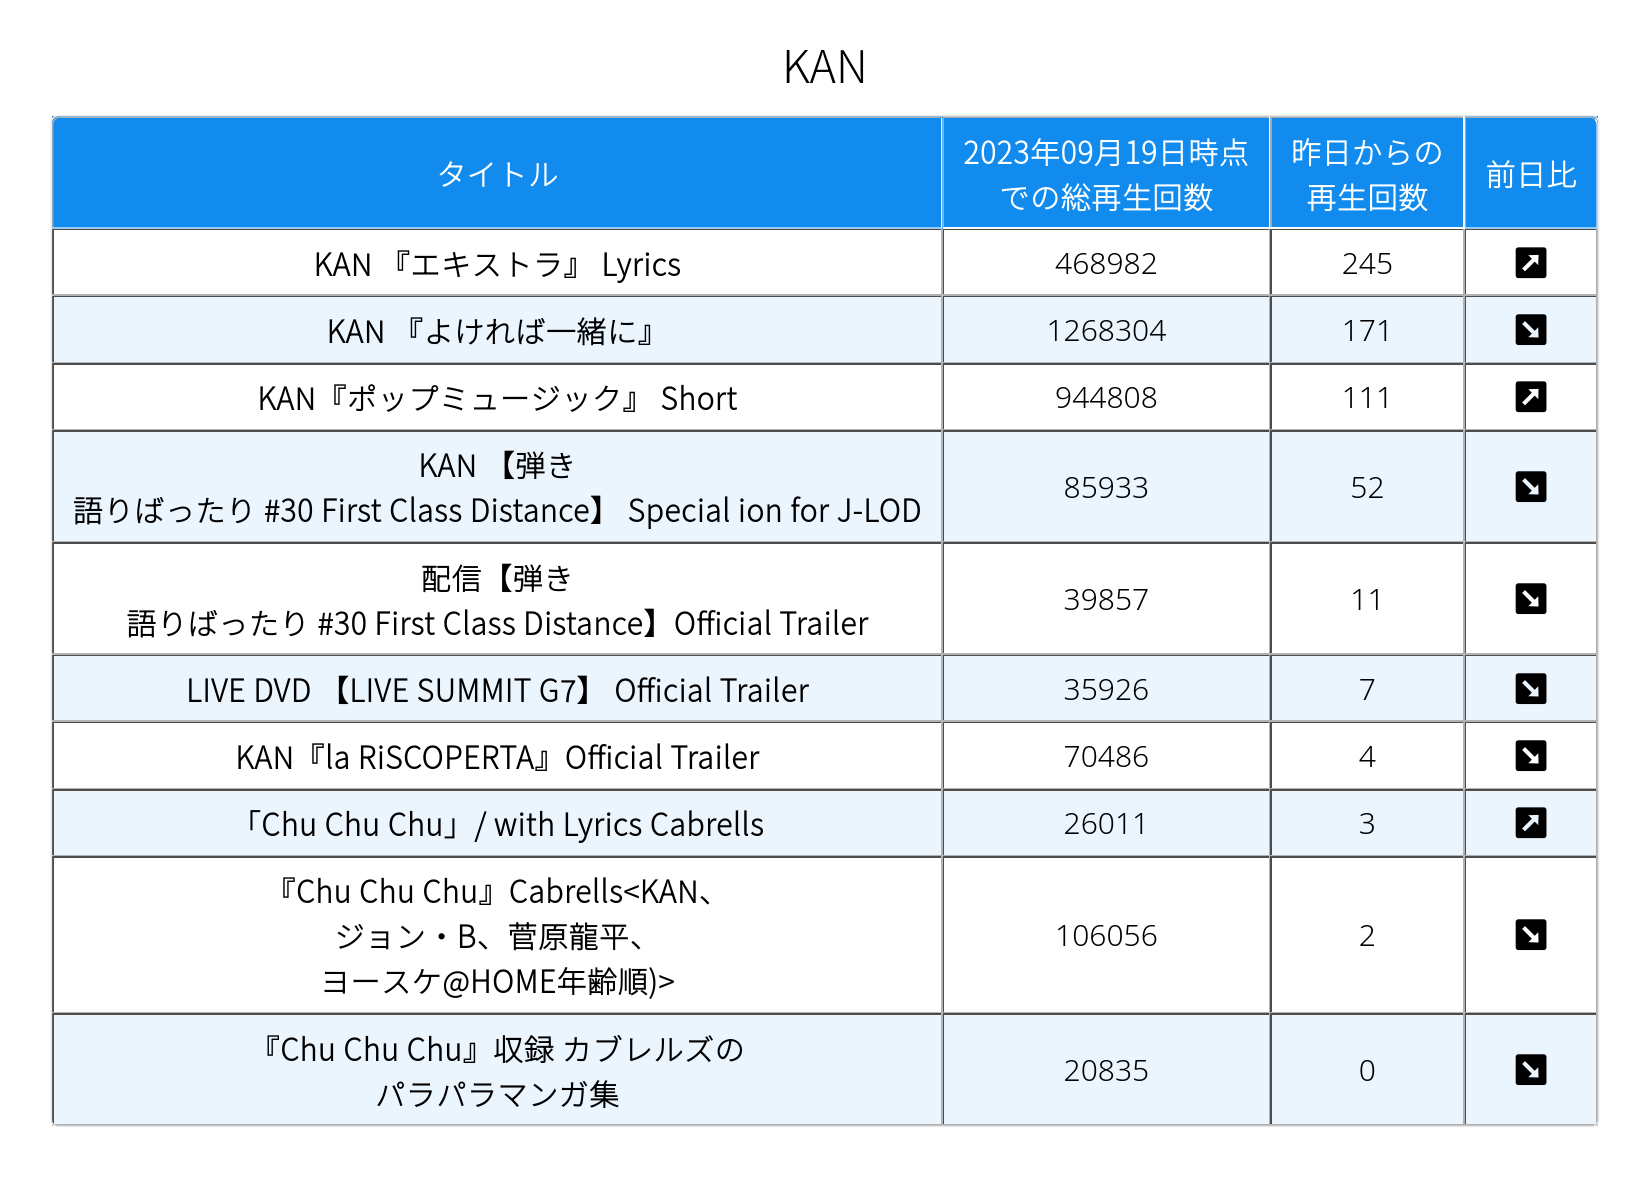 KAN
タイトル
2023年09月19日時点
での総再生回数
昨日からの
再生回数
前日比
KAN 『エキストラ』 Lyrics
468982
245
KAN 『よければ一緒に』
1268304
171
KAN『ポップミュージック』 Short
944808
111
KAN 【弾き
語りばったり #30 First Class Distance】 Special ion for J-LOD
85933
52
配信【弾き
語りばったり #30 First Class Distance】Official Trailer
39857
11
LIVE DVD 【LIVE SUMMIT G7】 Official Trailer
35926
7
KAN『la RiSCOPERTA』Official Trailer
70486
4
「Chu Chu Chu」/ with Lyrics Cabrells
26011
3
『Chu Chu Chu』Cabrells<KAN、
ジョン・B、菅原龍平、
ヨースケ@HOME年齢順)>
106056
2
『Chu Chu Chu』収録 カブレルズの
パラパラマンガ集
20835
0